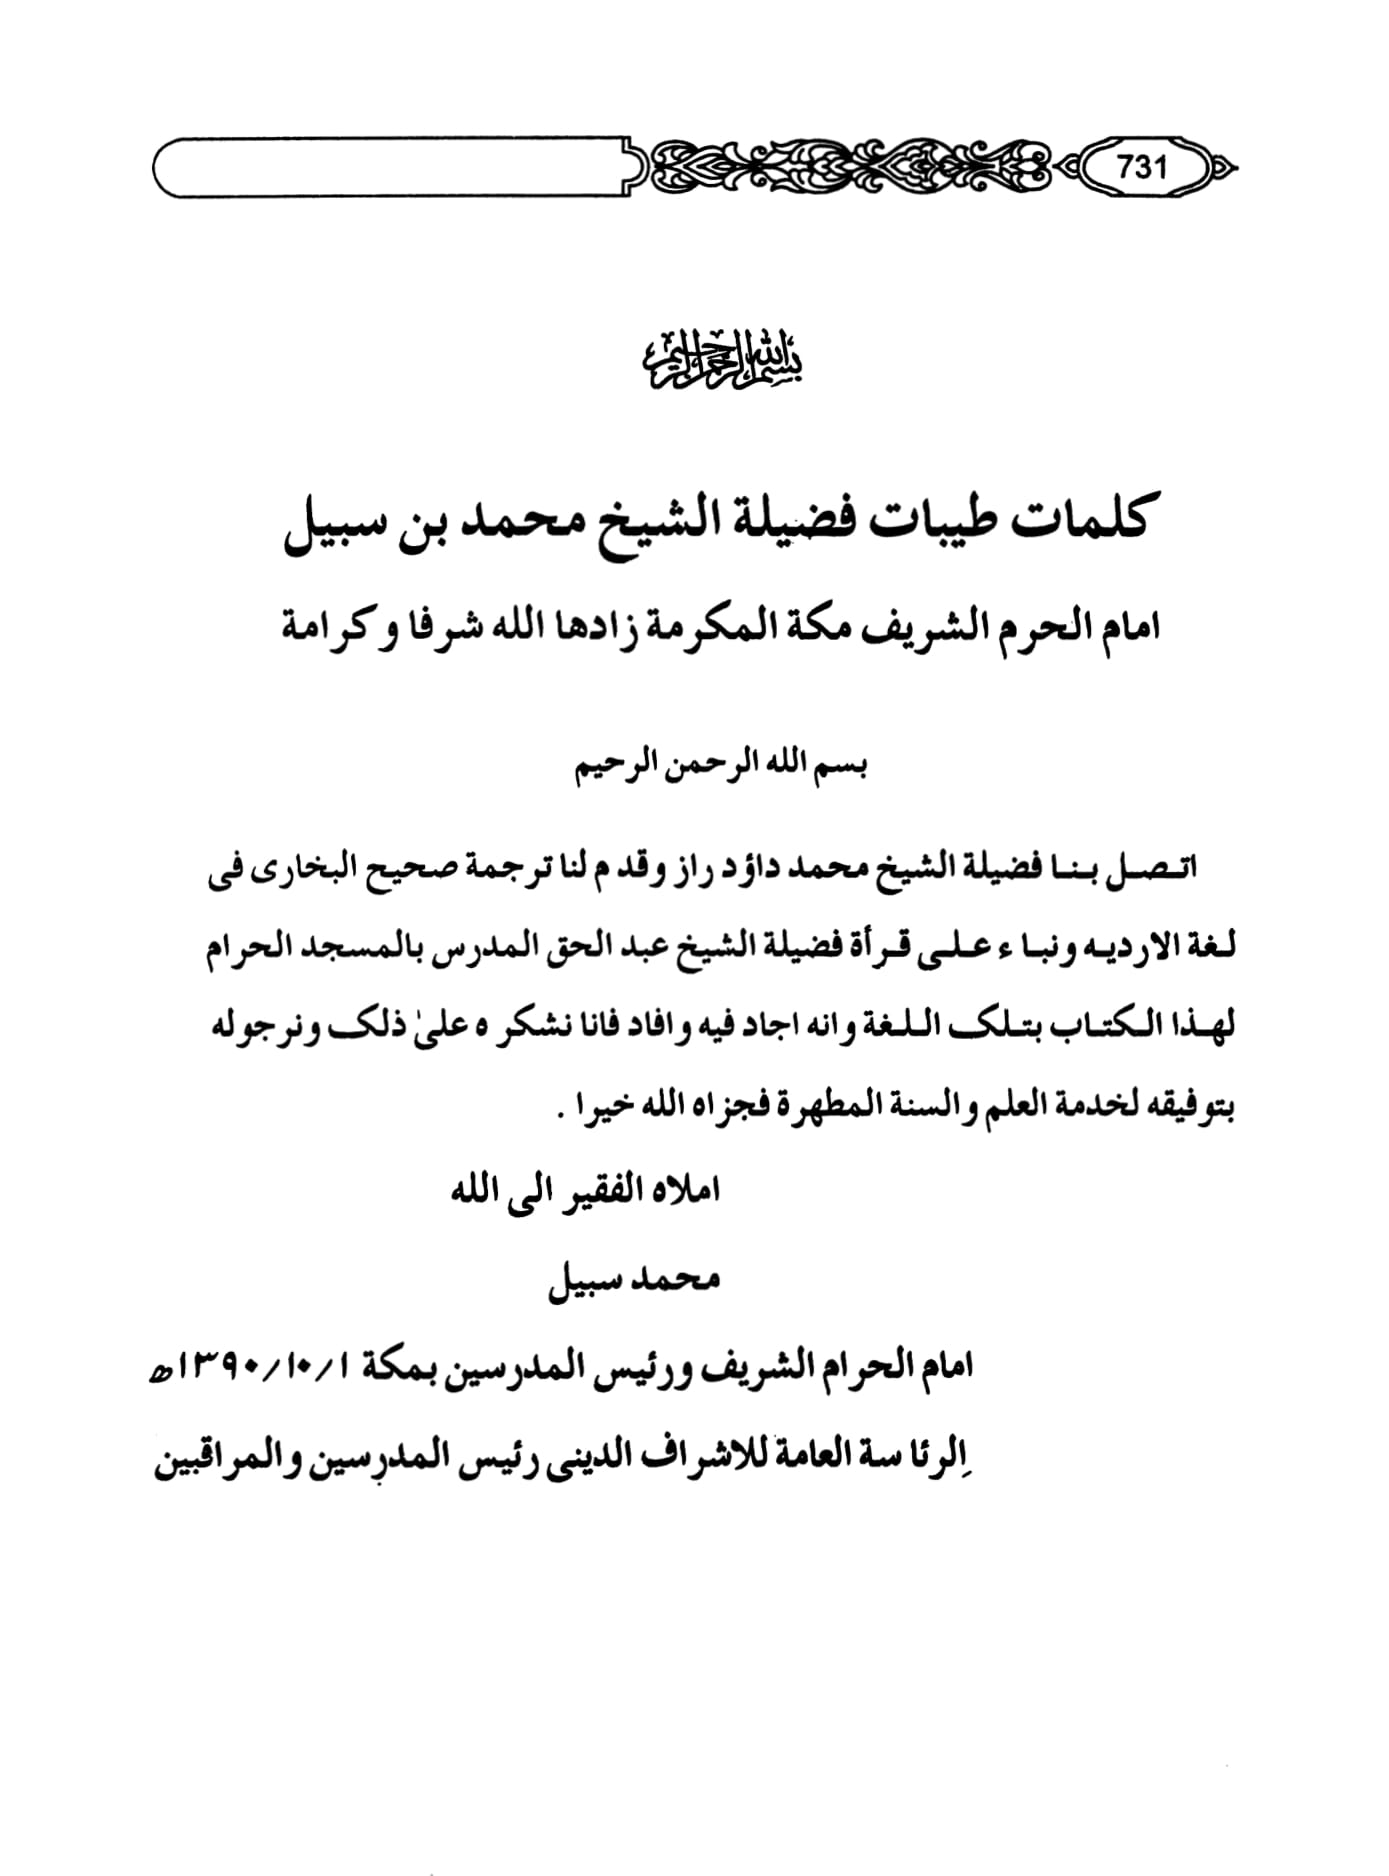 731
بسم الله الرحمن الرحيم
كلمات طيبات فضيلة الشيخ محمد بن سبيل
امام الحرم الشريف مكة المكرمة زادها الله شرفا وكرامة
بسم الله الرحمن الرحيم
اتصل بنا فضيلة الشيخ محمد داؤد راز وقدم لنا ترجمة صحيح البخارى فى
لغة الارديه ونباء على قرأة فضيلة الشيخ عبد الحق المدرس بالمسجد الحرام
لهذا الكتاب بتلک اللغة وانه اجاد فيه وافاد فانا نشكره علىٰ ذلک ونرجوله
بتوفيقه لخدمة العلم والسنة المطهرة فجزاه الله خيرا .
املاه الفقير الى الله
محمد سبيل
امام الحرام الشريف ورئيس المدرسين بمكة ١/١٠/١٣٩٠ھ
الرئاسة العامة للاشراف الدينى رئيس المدرسين والمراقبين